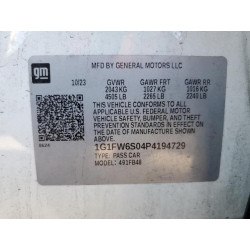 gm
MFD BY GENERAL MOTORS LLC
10/23 GVWR GAWR FRT GAWR RR
2043 KG 1027 KG 1016 KG
4505 LB 2265 LB 2240 LB
THIS VEHICLE CONFORMS TO ALL
APPLICABLE U.S. FEDERAL MOTOR
VEHICLE SAFETY, BUMPER, AND
THEFT PREVENTION STANDARDS
IN EFFECT ON THE DATE OF
MANUFACTURE SHOWN ABOVE.
1G1FW6S04P4194729
TYPE: PASS CAR
MODEL: 4S1FB48